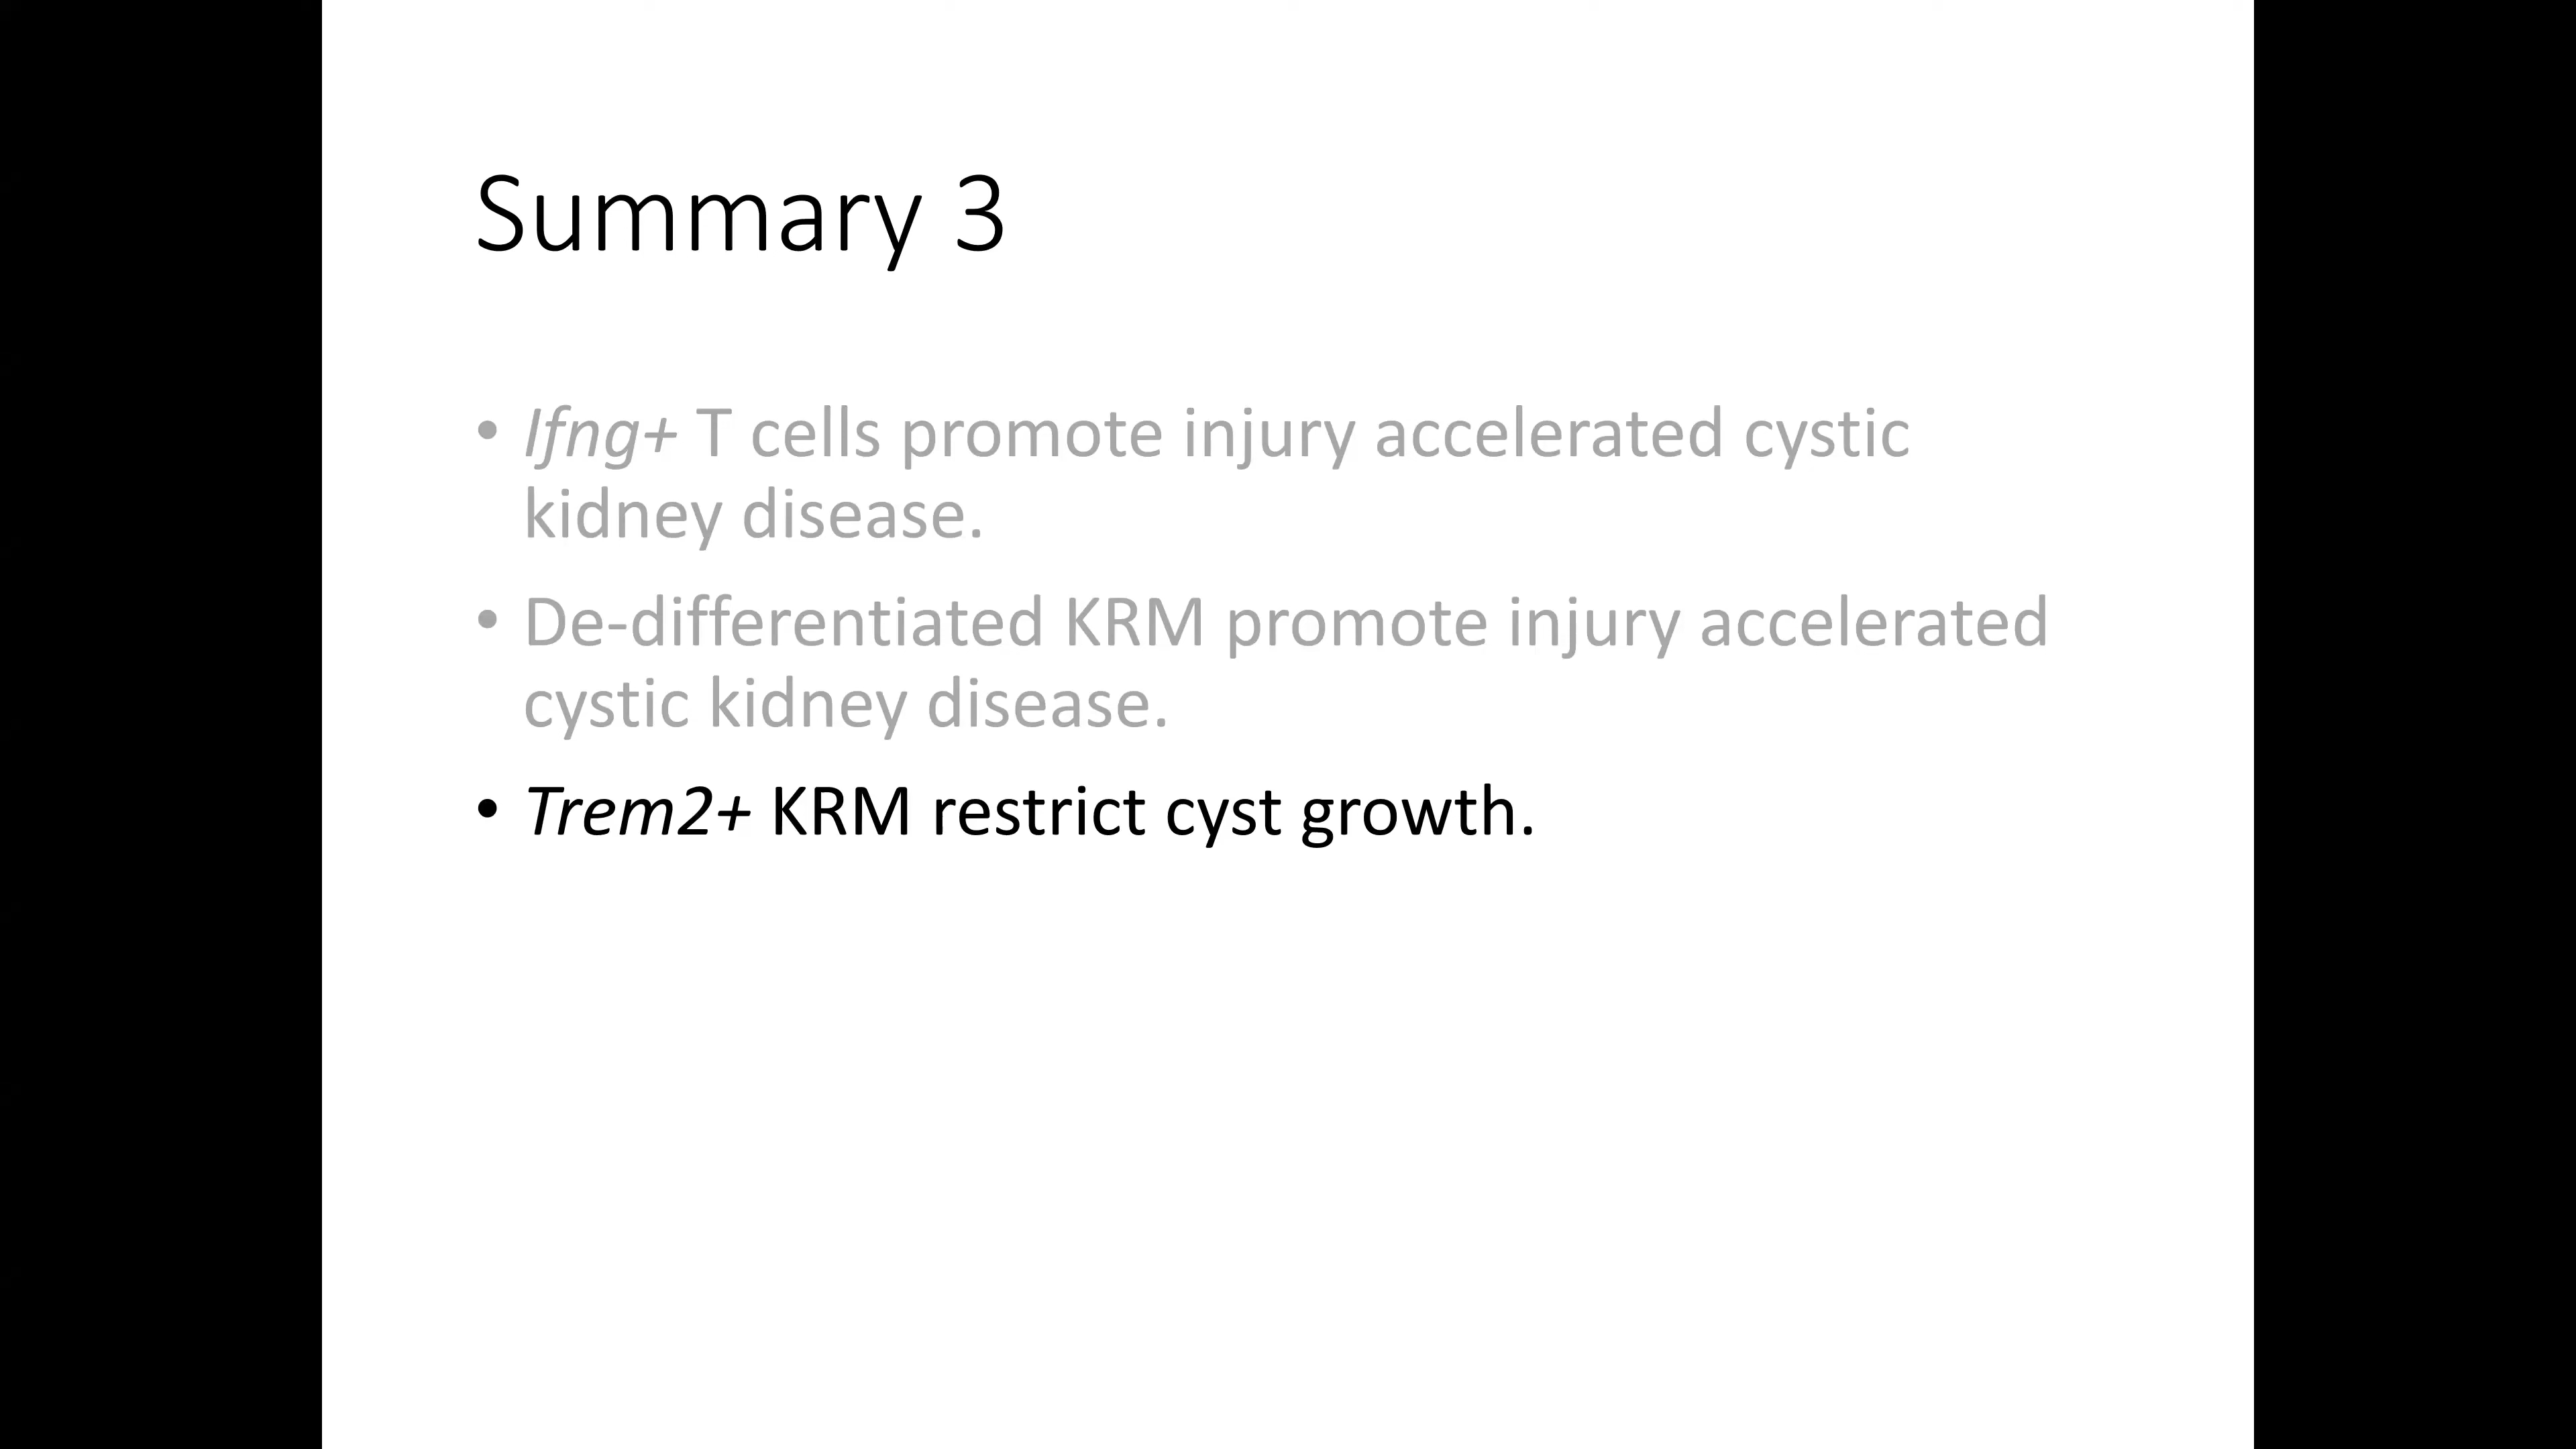 Summary 3
• Ifng+ T cells promote injury accelerated cystic
kidney disease.
• De-differentiated KRM promote injury accelerated
cystic kidney disease.
• Trem2+ KRM restrict cyst growth.